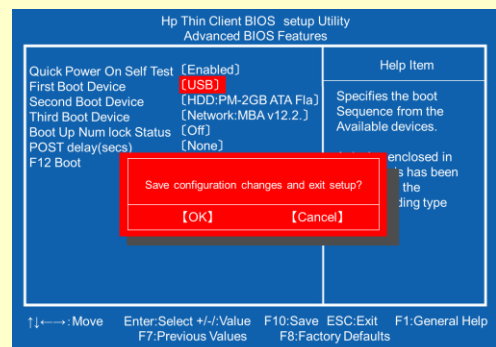 Hp Thin Client BIOS setup Utility
Advanced BIOS Features
Quick Power On Self Test 【Enabled】
First Boot Device 【USB】
Second Boot Device 【HDD:PM-2GB ATA Fla】
Third Boot Device 【Network:MBA v12.2.】
Boot Up Num lock Status 【Off】
POST delay(secs) 【None】
F12 Boot
Help Item
Specifies the boot
Sequence from the
Available devices.
enclosed in
has been
the
type
Save configuration changes and exit setup?
【OK】 【Cancel】
↑↓←→:Move Enter:Select +/-/:Value F10:Save ESC:Exit F1:General Help
F7:Previous Values F8:Factory Defaults